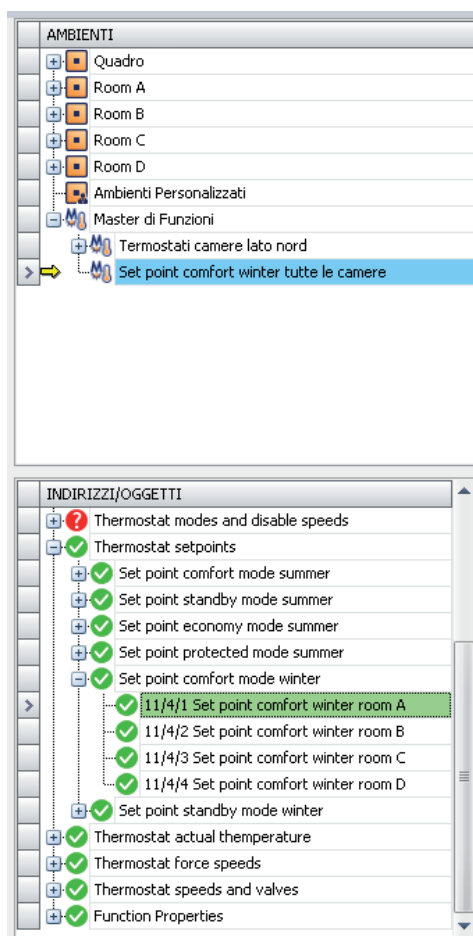 AMBIENTI
Quadro
Room A
Room B
Room C
Room D
Ambienti Personalizzati
Master di Funzioni
Termostati camere lato nord
Set point comfort winter tutte le camere
INDIRIZZI/OGGETTI
Thermostat modes and disable speeds
Thermostat setpoints
Set point comfort mode summer
Set point standby mode summer
Set point economy mode summer
Set point protected mode summer
Set point comfort mode winter
11/4/1 Set point comfort winter room A
11/4/2 Set point comfort winter room B
11/4/3 Set point comfort winter room C
11/4/4 Set point comfort winter room D
Set point standby mode winter
Thermostat actual themperature
Thermostat force speeds
Thermostat speeds and valves
Function Properties